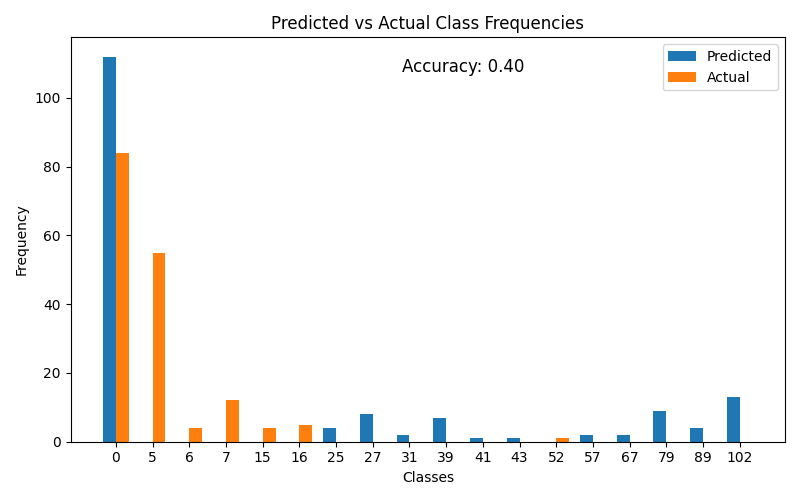 Predicted vs Actual Class Frequencies
Accuracy: 0.40
Predicted
Actual
Frequency
100
80
60
40
20
0
0 5 6 7 15 16 25 27 31 39 41 43 52 57 67 79 89 102
Classes